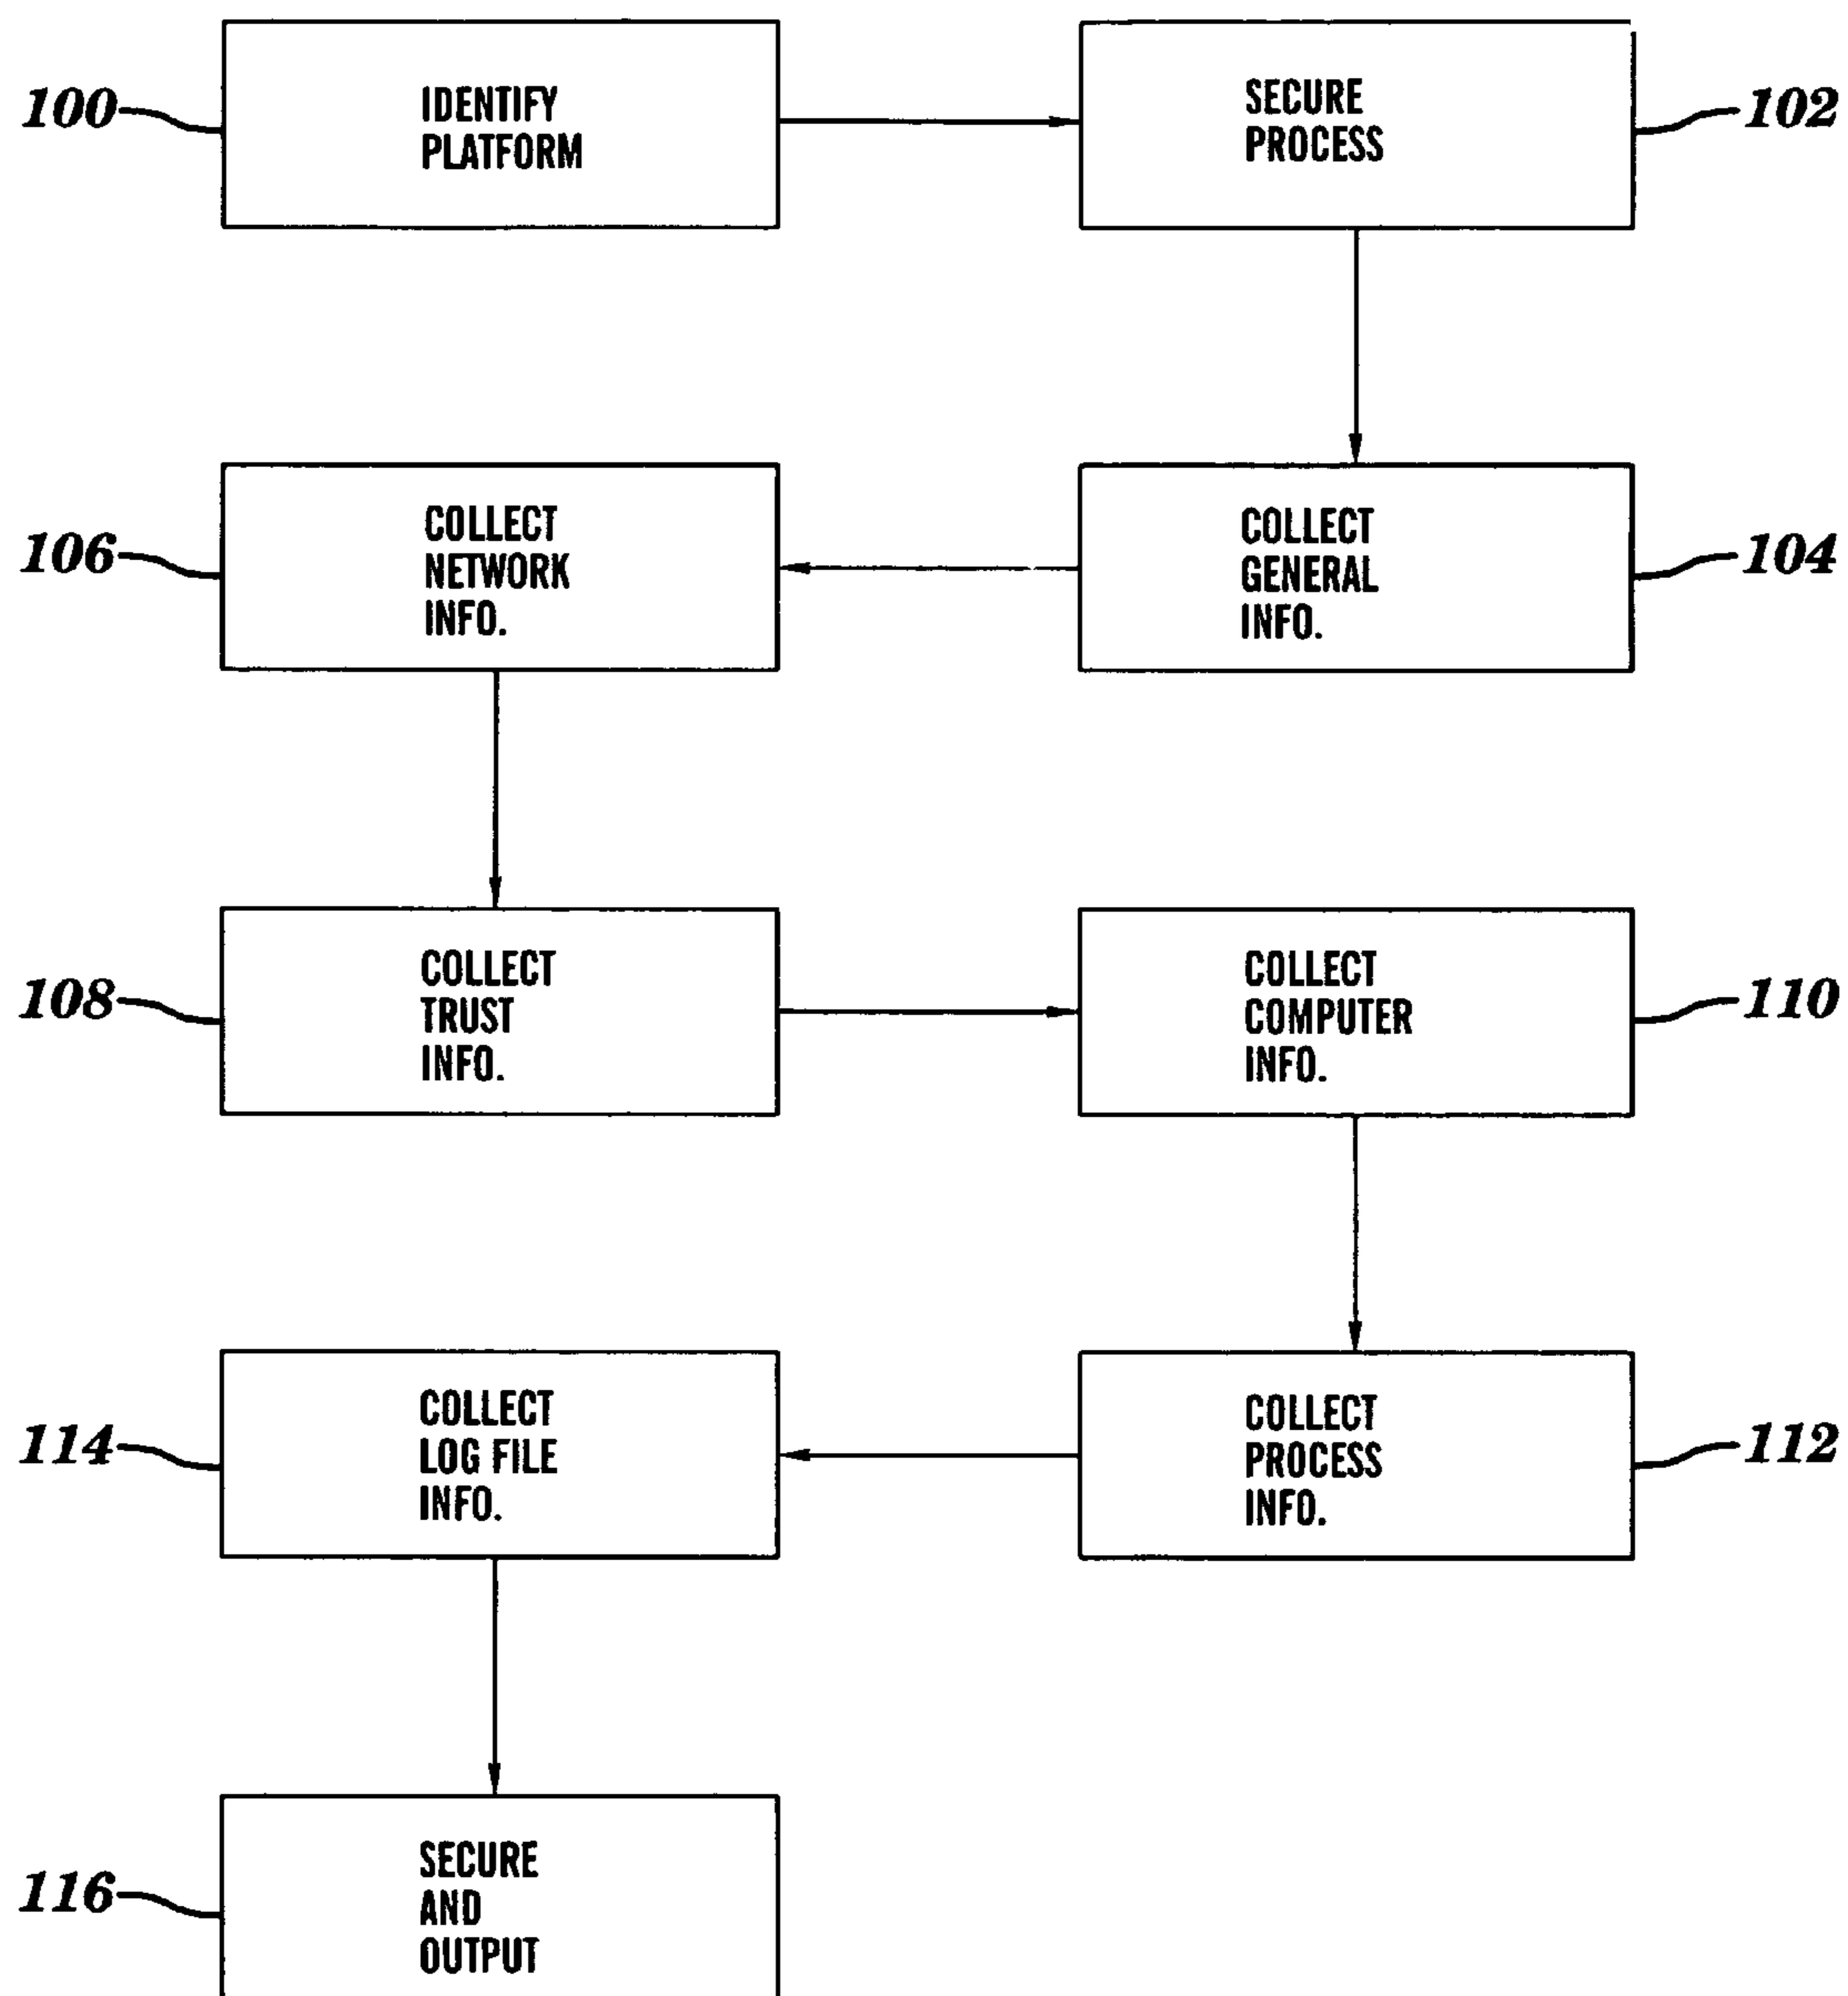 100
IDENTIFY
PLATFORM
SECURE
PROCESS
102
106
COLLECT
NETWORK
INFO.
COLLECT
GENERAL
INFO.
104
108
COLLECT
TRUST
INFO.
COLLECT
COMPUTER
INFO.
110
114
COLLECT
LOG FILE
INFO.
COLLECT
PROCESS
INFO.
112
116
SECURE
AND
OUTPUT